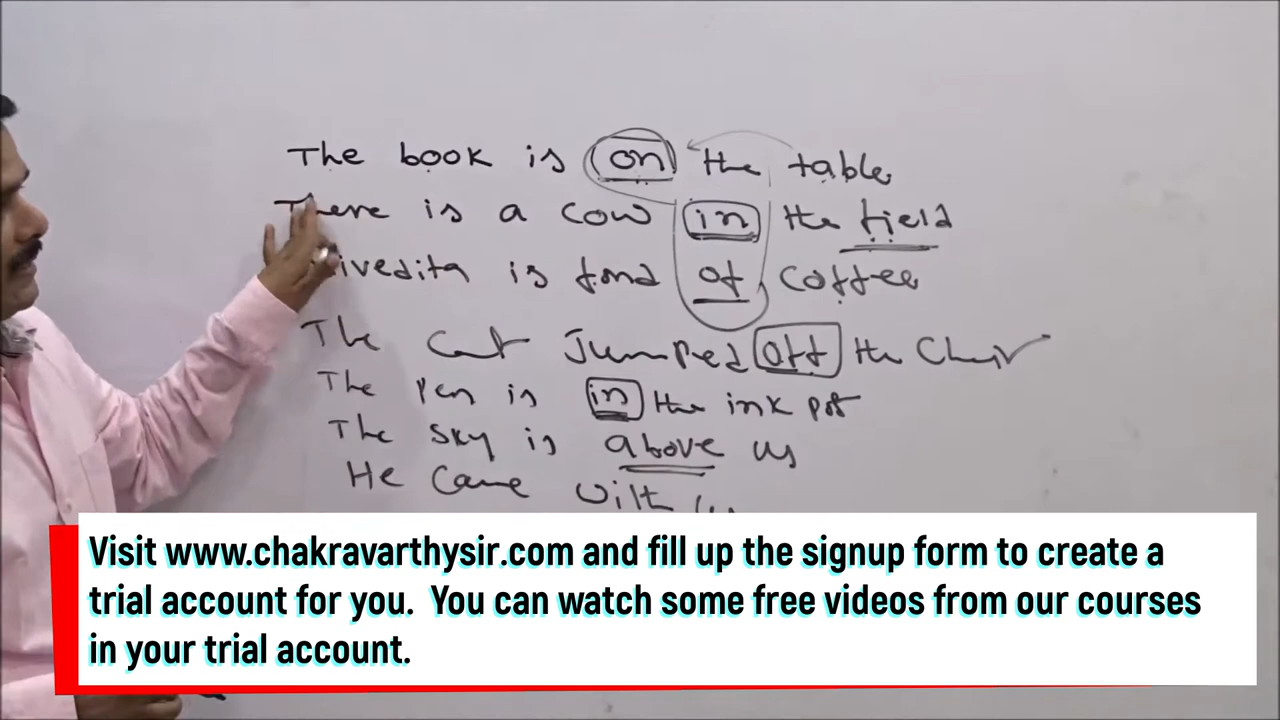 The book is on the table
There is a cow in the field
ivedita is fond of coffee
The Cat Jumped off the Chair
The pen is in the ink pot
The sky is above us
He came with
Visit www.chakravarthysir.com and fill up the signup form to create a
trial account for you. You can watch some free videos from our courses
in your trial account.